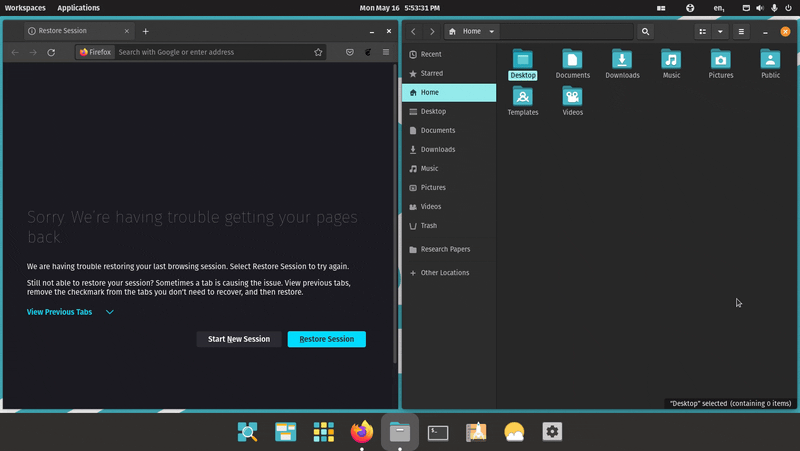 Workspaces
Applications
Mon May 16
5:53:31 PM
en₁
Restore Session
Firefox
Search with Google or enter address
Sorry. We're having trouble getting your pages
back.
We are having trouble restoring your last browsing session. Select Restore Session to try again.
Still not able to restore your session? Sometimes a tab is causing the issue. View previous tabs,
remove the checkmark from the tabs you don't need to recover, and then restore.
View Previous Tabs
Start New Session
Restore Session
Home
Recent
Starred
Home
Desktop
Documents
Downloads
Music
Pictures
Videos
Trash
Research Papers
Other Locations
Desktop
Documents
Downloads
Music
Pictures
Public
Templates
Videos
"Desktop" selected (containing 0 items)